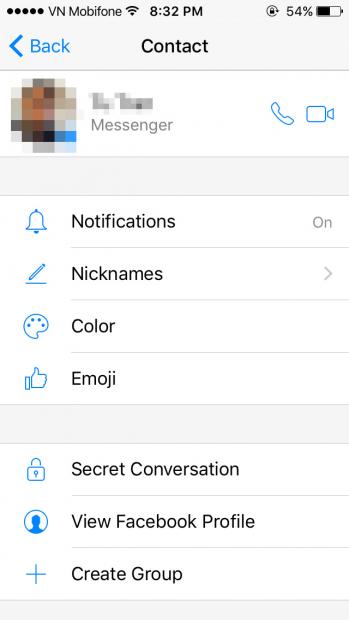 VN Mobifone 8:32 PM 54%
Back Contact
Messenger
Notifications On
Nicknames
Color
Emoji
Secret Conversation
View Facebook Profile
Create Group